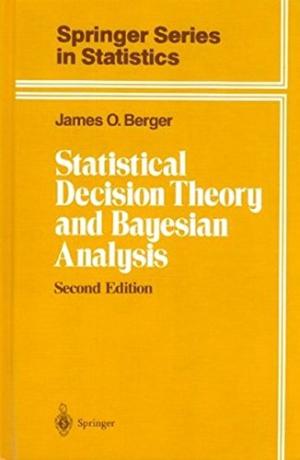 Springer Series
in Statistics
James O. Berger
Statistical
Decision Theory
and Bayesian
Analysis
Second Edition
Springer